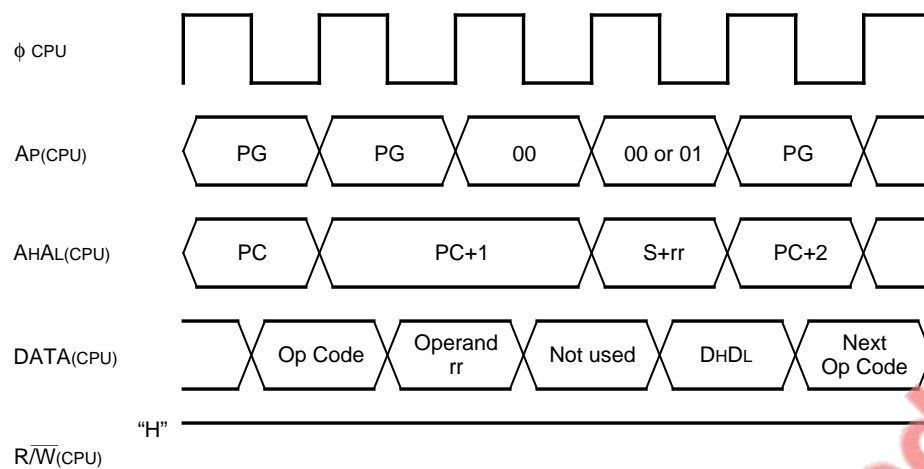 ϕ CPU
AP(CPU) PG PG 00 00 or 01 PG
AHAL(CPU) PC PC+1 S+rr PC+2
DATA(CPU) Op Code Operand rr Not used DHDL Next Op Code
“H”
R/W̅(CPU)